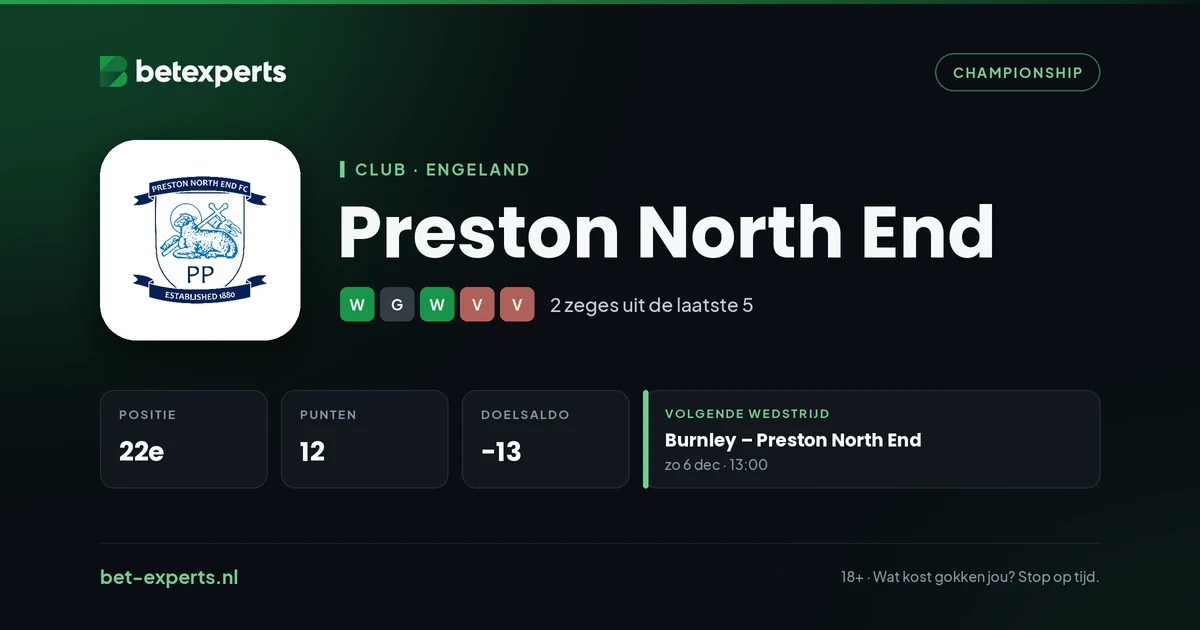 betexperts
CHAMPIONSHIP
PRESTON NORTH END FC
PP
ESTABLISHED 1880
CLUB · ENGELAND
Preston North End
W G W V V 2 zeges uit de laatste 5
POSITIE
22e
PUNTEN
12
DOELSALDO
-13
VOLGENDE WEDSTRIJD
Burnley – Preston North End
zo 6 dec · 13:00
bet-experts.nl
18+ · Wat kost gokken jou? Stop op tijd.